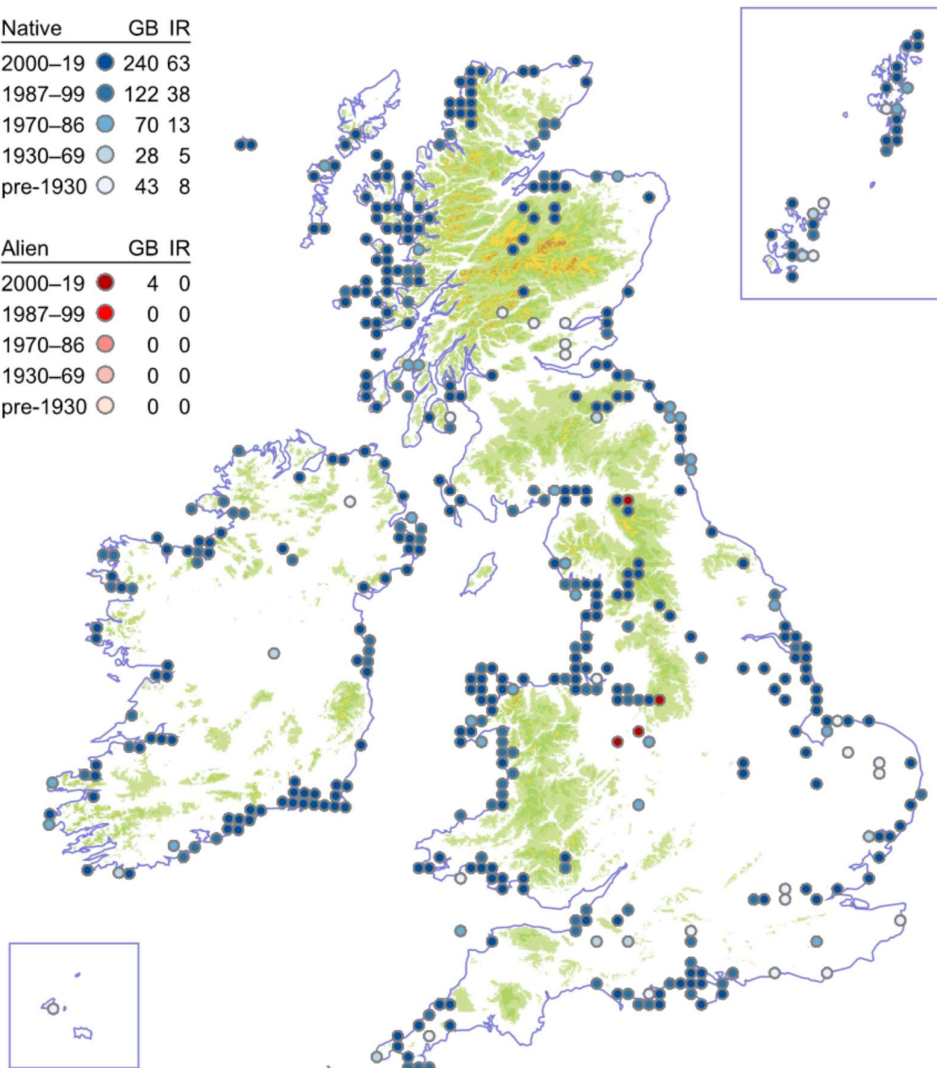 Native GB IR
2000–19 240 63
1987–99 122 38
1970–86 70 13
1930–69 28 5
pre-1930 43 8
Alien GB IR
2000–19 4 0
1987–99 0 0
1970–86 0 0
1930–69 0 0
pre-1930 0 0